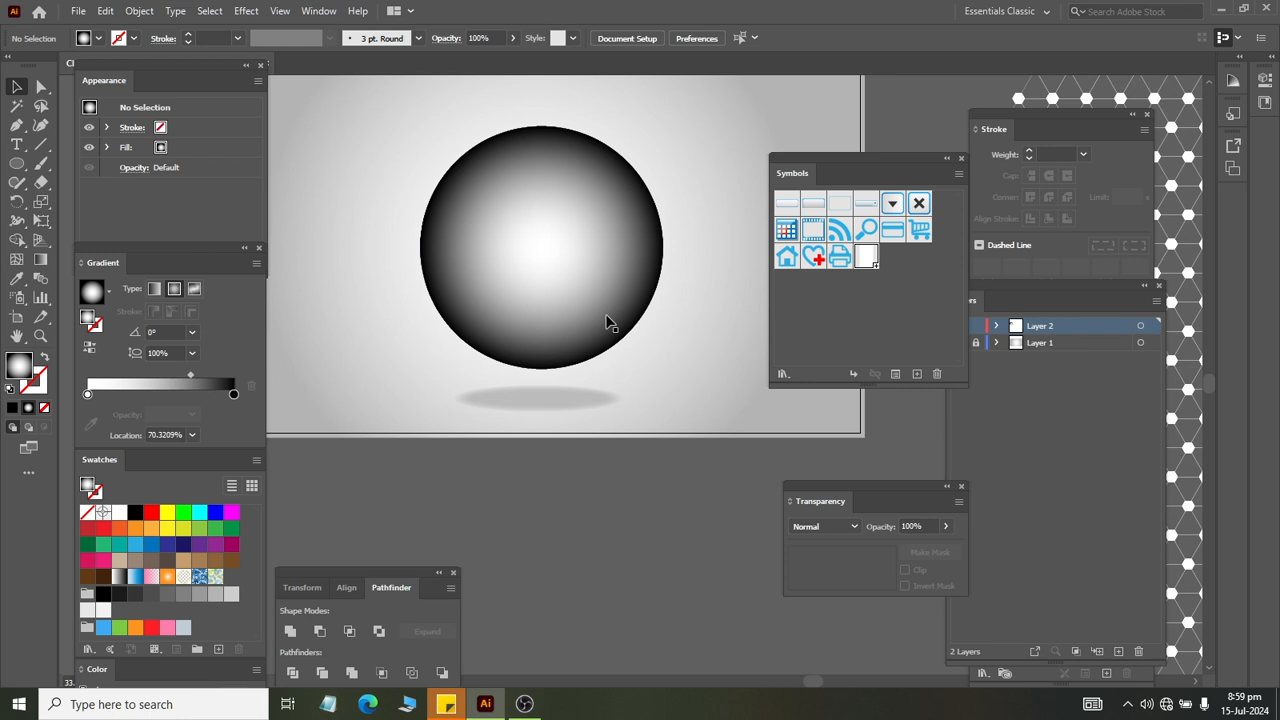 Ai
File
Edit
Object
Type
Select
Effect
View
Window
Help
Essentials Classic
Search Adobe Stock
No Selection
Stroke:
3 pt. Round
Opacity: 100%
Style:
Document Setup
Preferences
Appearance
No Selection
Stroke:
Fill:
Opacity: Default
Gradient
Type:
Stroke:
0°
100%
Opacity:
Location: 70.3209%
Swatches
Color
Transform
Align
Pathfinder
Shape Modes:
Expand
Pathfinders:
Symbols
Stroke
Weight:
Cap:
Corner:
Limit:
Align Stroke:
Dashed Line
Layer 2
Layer 1
2 Layers
Transparency
Normal
Opacity: 100%
Make Mask
Clip
Invert Mask
Type here to search
Ai
8:59 pm
15-Jul-2024